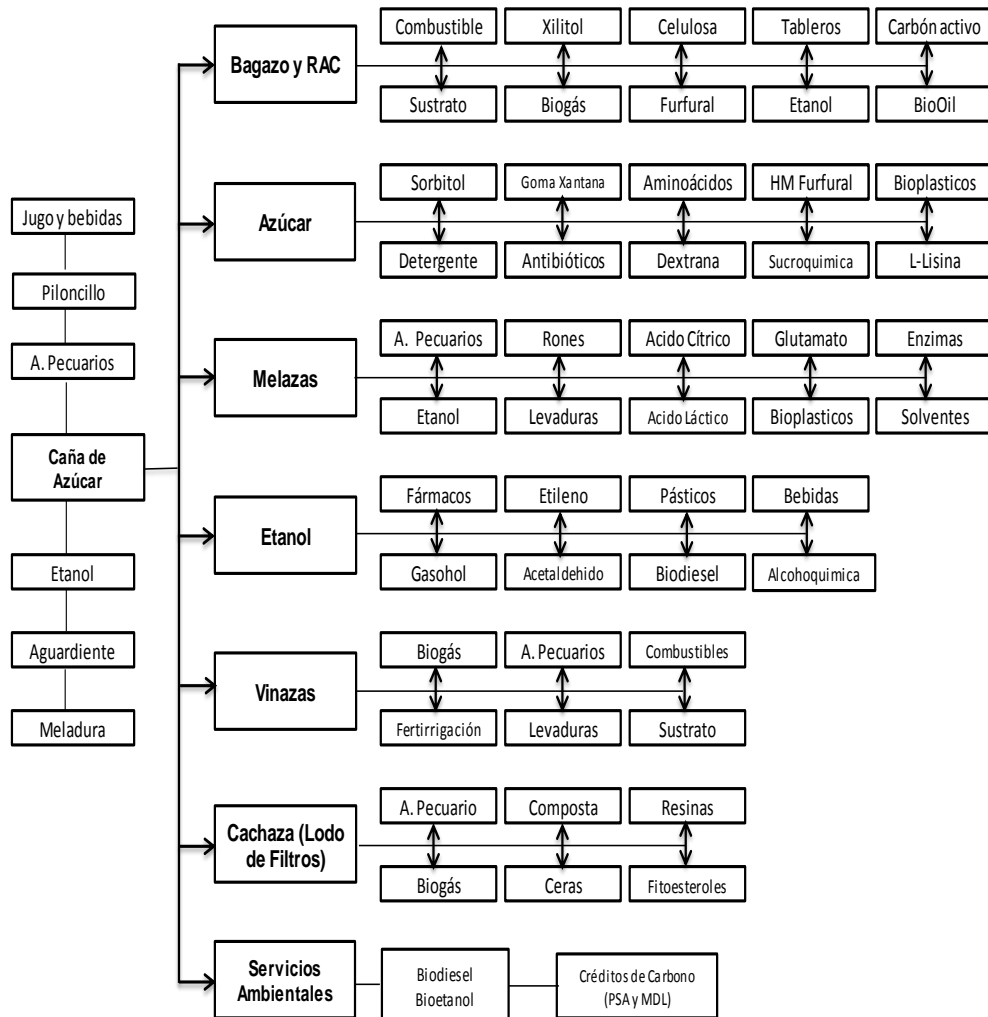 Jugo y bebidas
Piloncillo
A. Pecuarios
Caña de
Azúcar
Etanol
Aguardiente
Meladura
Bagazo y RAC
Combustible
Xilitol
Celulosa
Tableros
Carbón activo
Sustrato
Biogás
Furfural
Etanol
BioOil
Azúcar
Sorbitol
Goma Xantana
Aminoácidos
HM Furfural
Bioplasticos
Detergente
Antibióticos
Dextrana
Sucroquimica
L-Lisina
Melazas
A. Pecuarios
Rones
Acido Cítrico
Glutamato
Enzimas
Etanol
Levaduras
Acido Láctico
Bioplasticos
Solventes
Etanol
Fármacos
Etileno
Pásticos
Bebidas
Gasohol
Acetaldehido
Biodiesel
Alcohoquimica
Vinazas
Biogás
A. Pecuarios
Combustibles
Fertirrigación
Levaduras
Sustrato
Cachaza (Lodo
de Filtros)
A. Pecuario
Composta
Resinas
Biogás
Ceras
Fitoesteroles
Servicios
Ambientales
Biodiesel
Bioetanol
Créditos de Carbono
(PSA y MDL)